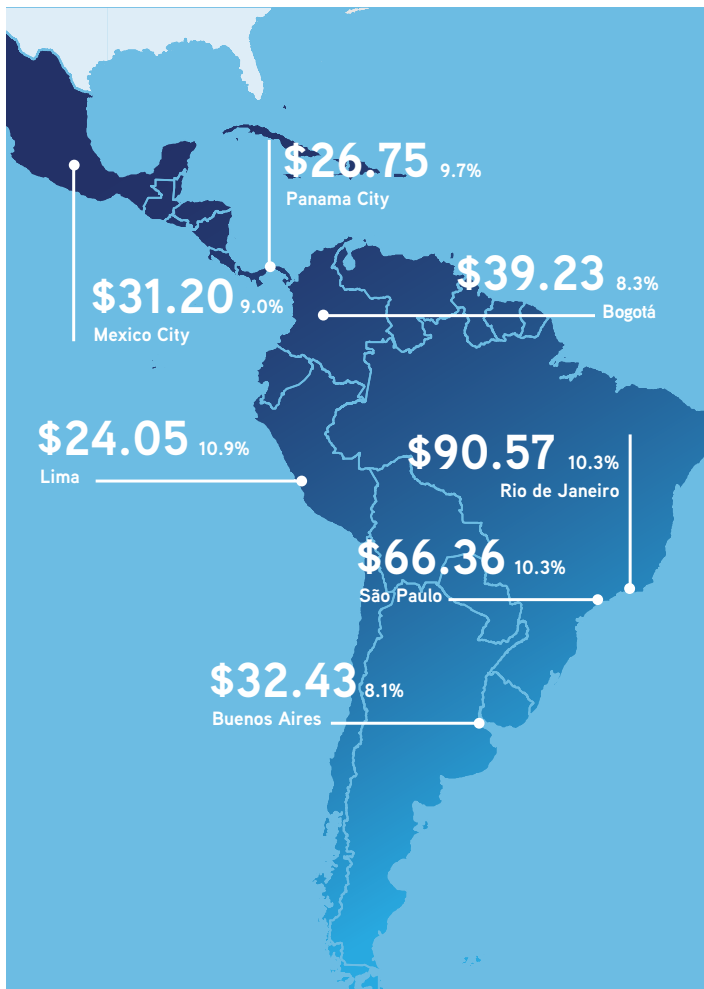 $26.75 9.7%
Panama City
$39.23 8.3%
Bogotá
$31.20 9.0%
Mexico City
$24.05 10.9%
Lima
$90.57 10.3%
Rio de Janeiro
$66.36 10.3%
São Paulo
$32.43 8.1%
Buenos Aires